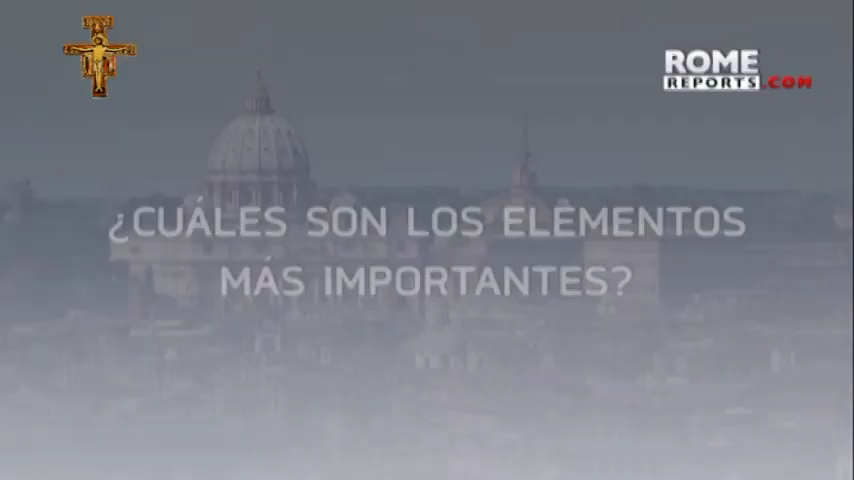 ROME
REPORTS.COM
¿CUÁLES SON LOS ELEMENTOS
MÁS IMPORTANTES?